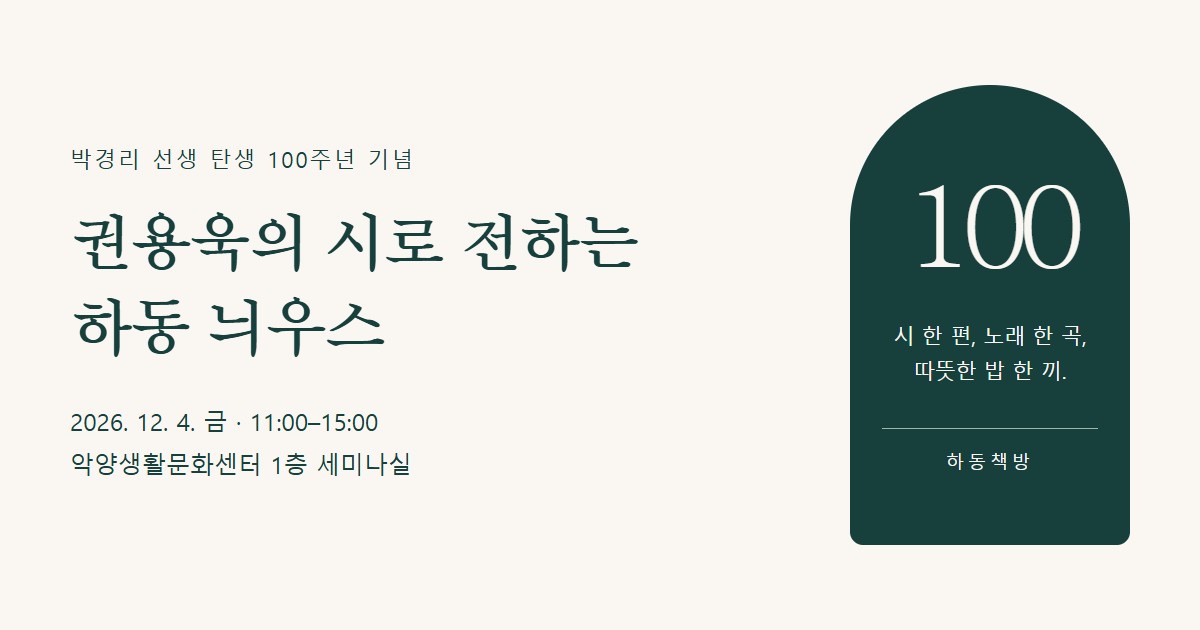 박경리 선생 탄생 100주년 기념
권용욱의 시로 전하는
하동 늬우스
2026. 12. 4. 금 · 11:00–15:00
악양생활문화센터 1층 세미나실
100
시 한 편, 노래 한 곡,
따뜻한 밥 한 끼.
하동책방